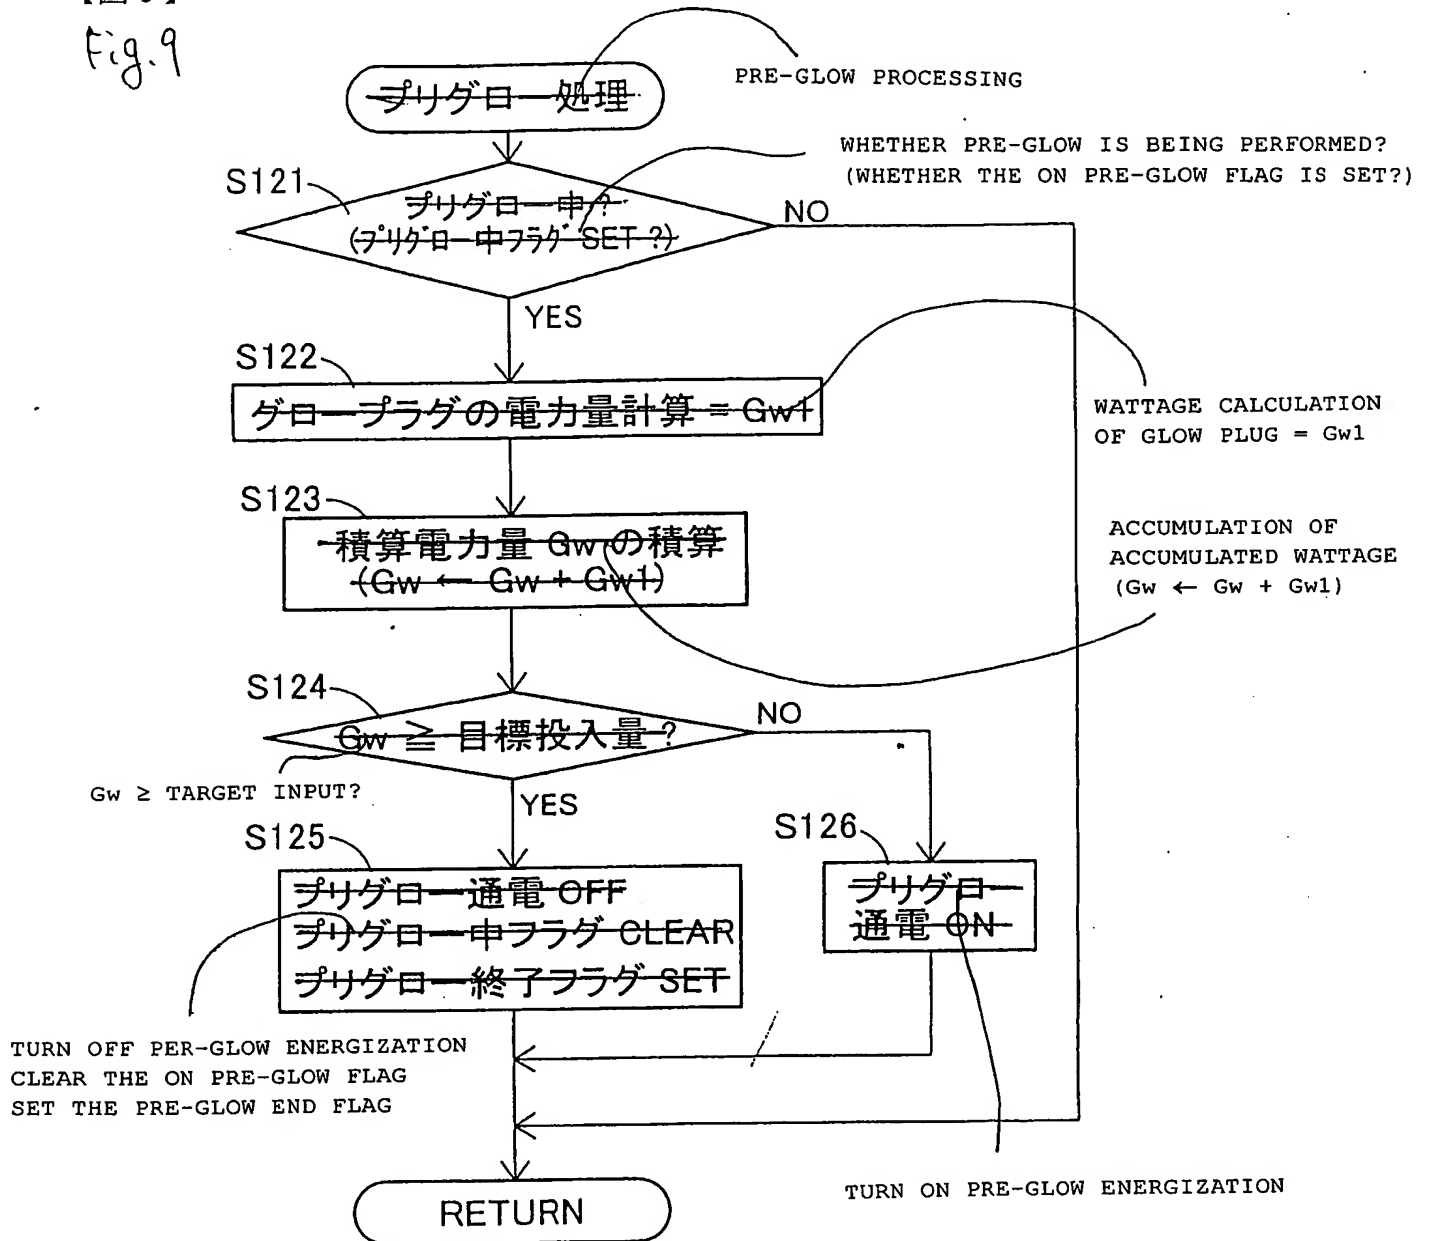 Fig.9
プリグロー処理
PRE-GLOW PROCESSING
WHETHER PRE-GLOW IS BEING PERFORMED?
(WHETHER THE ON PRE-GLOW FLAG IS SET?)
S121
プリグロー中?
(プリグロー中フラグ SET ?)
NO
YES
S122
グロープラグの電力量計算 = Gw1
WATTAGE CALCULATION
OF GLOW PLUG = Gw1
S123
積算電力量 Gw の積算
(Gw ← Gw + Gw1)
ACCUMULATION OF
ACCUMULATED WATTAGE
(Gw ← Gw + Gw1)
S124
Gw ≧ 目標投入量 ?
NO
Gw ≥ TARGET INPUT?
YES
S125
プリグロー通電 OFF
プリグロー中フラグ CLEAR
プリグロー終了フラグ SET
S126
プリグロー
通電 ON
TURN OFF PER-GLOW ENERGIZATION
CLEAR THE ON PRE-GLOW FLAG
SET THE PRE-GLOW END FLAG
TURN ON PRE-GLOW ENERGIZATION
RETURN